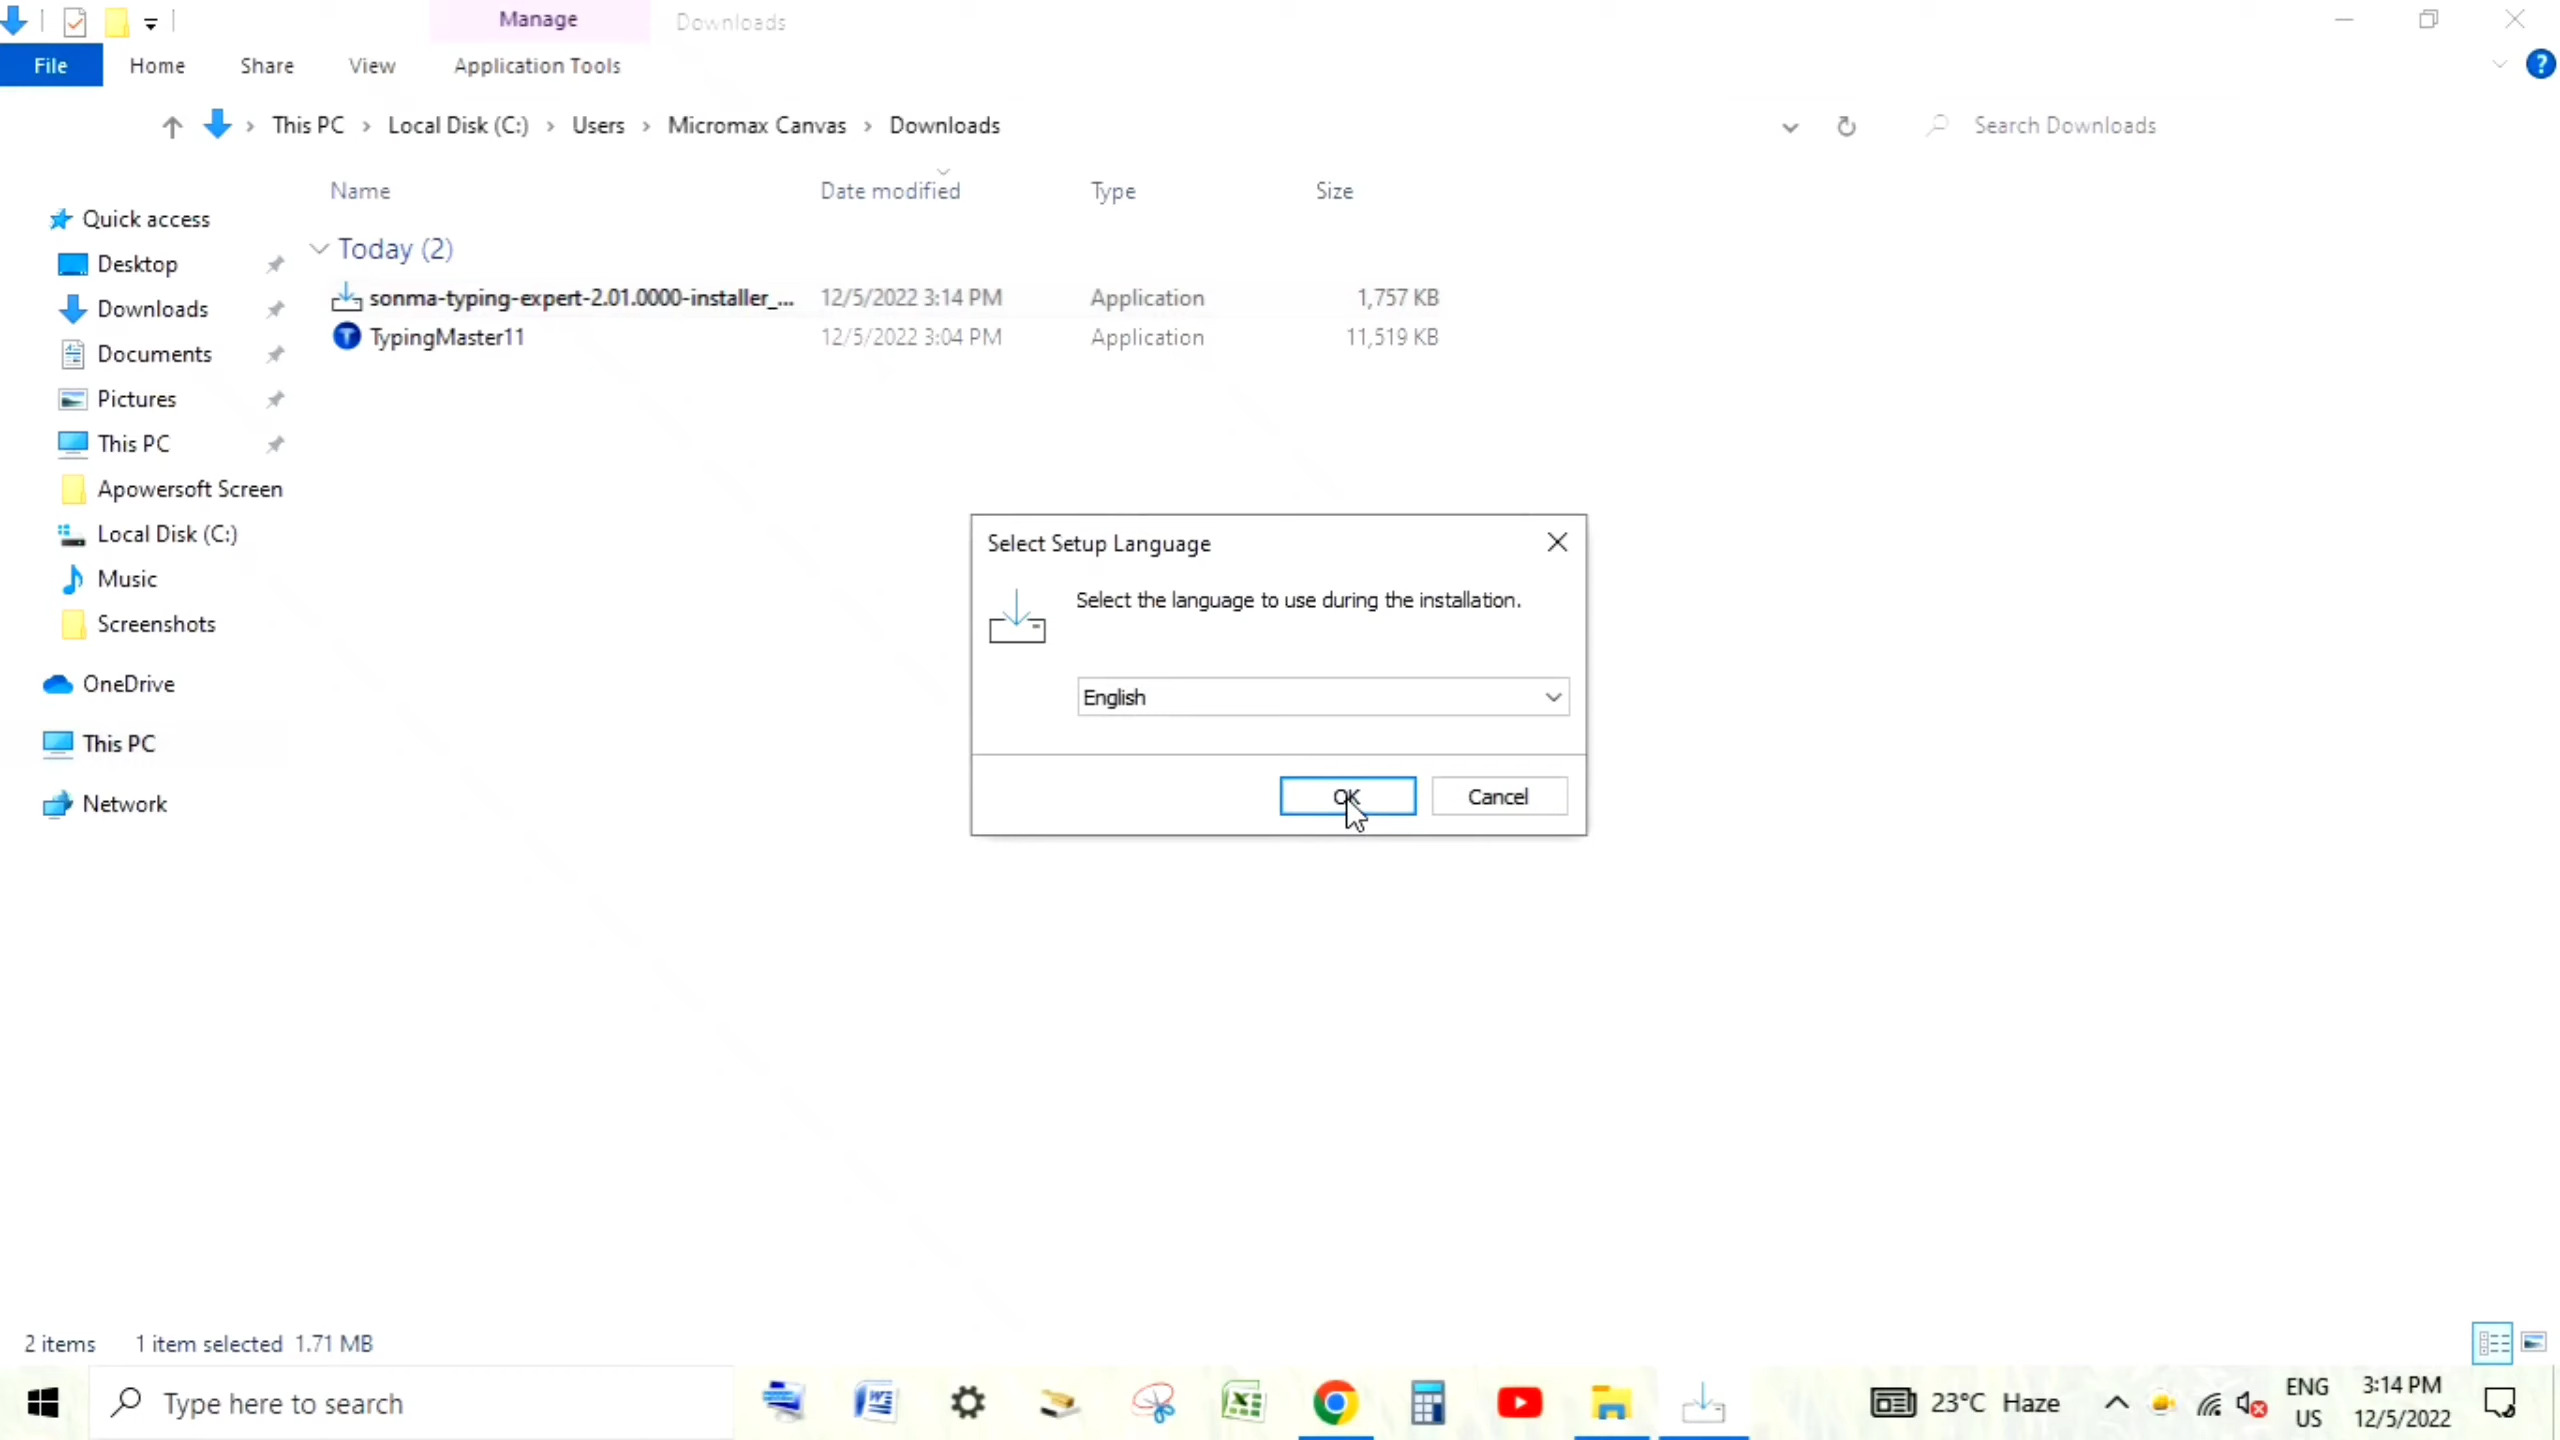 Manage Downloads
File Home Share View Application Tools
This PC Local Disk (C:) Users Micromax Canvas Downloads Search Downloads
Name Date modified Type Size
Quick access
Today (2)
Desktop
sonma-typing-expert-2.01.0000-installer_... 12/5/2022 3:14 PM Application 1,757 KB
Downloads
TypingMaster11 12/5/2022 3:04 PM Application 11,519 KB
Documents
Pictures
This PC
Apowersoft Screen
Local Disk (C:)
Music
Screenshots
OneDrive
This PC
Network
Select Setup Language
Select the language to use during the installation.
English
OK Cancel
2 items 1 item selected 1.71 MB
Type here to search
23°C Haze
ENG
US
3:14 PM
12/5/2022